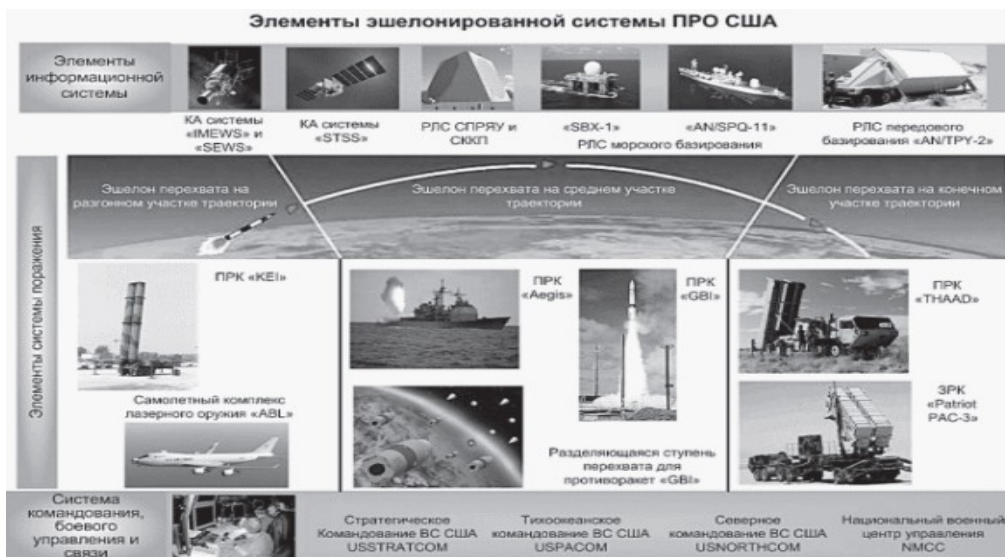 Элементы эшелонированной системы ПРО США
Элементы
информационной
системы
КА системы
«IMEWS» и
«SEWS»
КА системы
«STSS»
РЛС СПРЯУ и
СККП
«SBX-1»
«AN/SPQ-11»
РЛС морского базирования
РЛС передового
базирования «AN/TPY-2»
Эшелон перехвата на
разгонном участке траектории
Эшелон перехвата на среднем участке
траектории
Эшелон перехвата на конечном
участке траектории
Элементы системы поражения
ПРК «KEI»
Самолетный комплекс
лазерного оружия «ABL»
ПРК
«Aegis»
ПРК
«GBI»
Разделяющаяся ступень
перехвата для
противоракет «GBI»
ПРК
«THAAD»
ЗРК
«Patriot
PAC-3»
Система
командования,
боевого
управления и
связи
Стратегическое
Командование ВС США
USSTRATCOM
Тихоокеанское
командование ВС США
USPACOM
Северное
командование ВС США
USNORTHCOM
Национальный военный
центр управления
NMCC